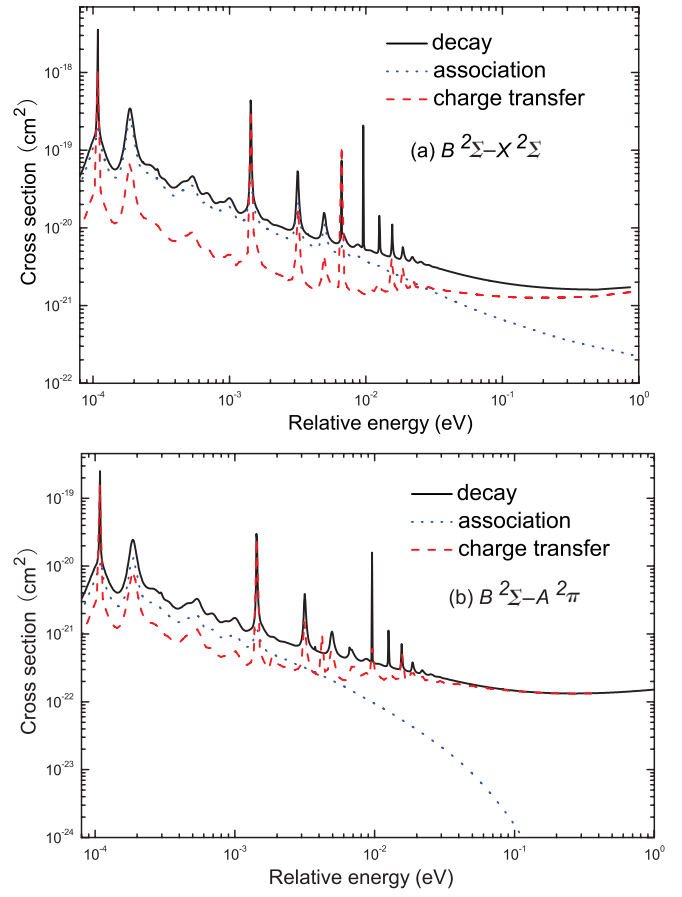 decay
association
charge transfer
(a) B ²Σ–X ²Σ
Cross section (cm²)
10⁻¹⁸
10⁻¹⁹
10⁻²⁰
10⁻²¹
10⁻²²
10⁻⁴ 10⁻³ 10⁻² 10⁻¹ 10⁰
Relative energy (eV)
decay
association
charge transfer
(b) B ²Σ–A ²π
Cross section (cm²)
10⁻¹⁹
10⁻²⁰
10⁻²¹
10⁻²²
10⁻²³
10⁻²⁴
10⁻⁴ 10⁻³ 10⁻² 10⁻¹ 10⁰
Relative energy (eV)